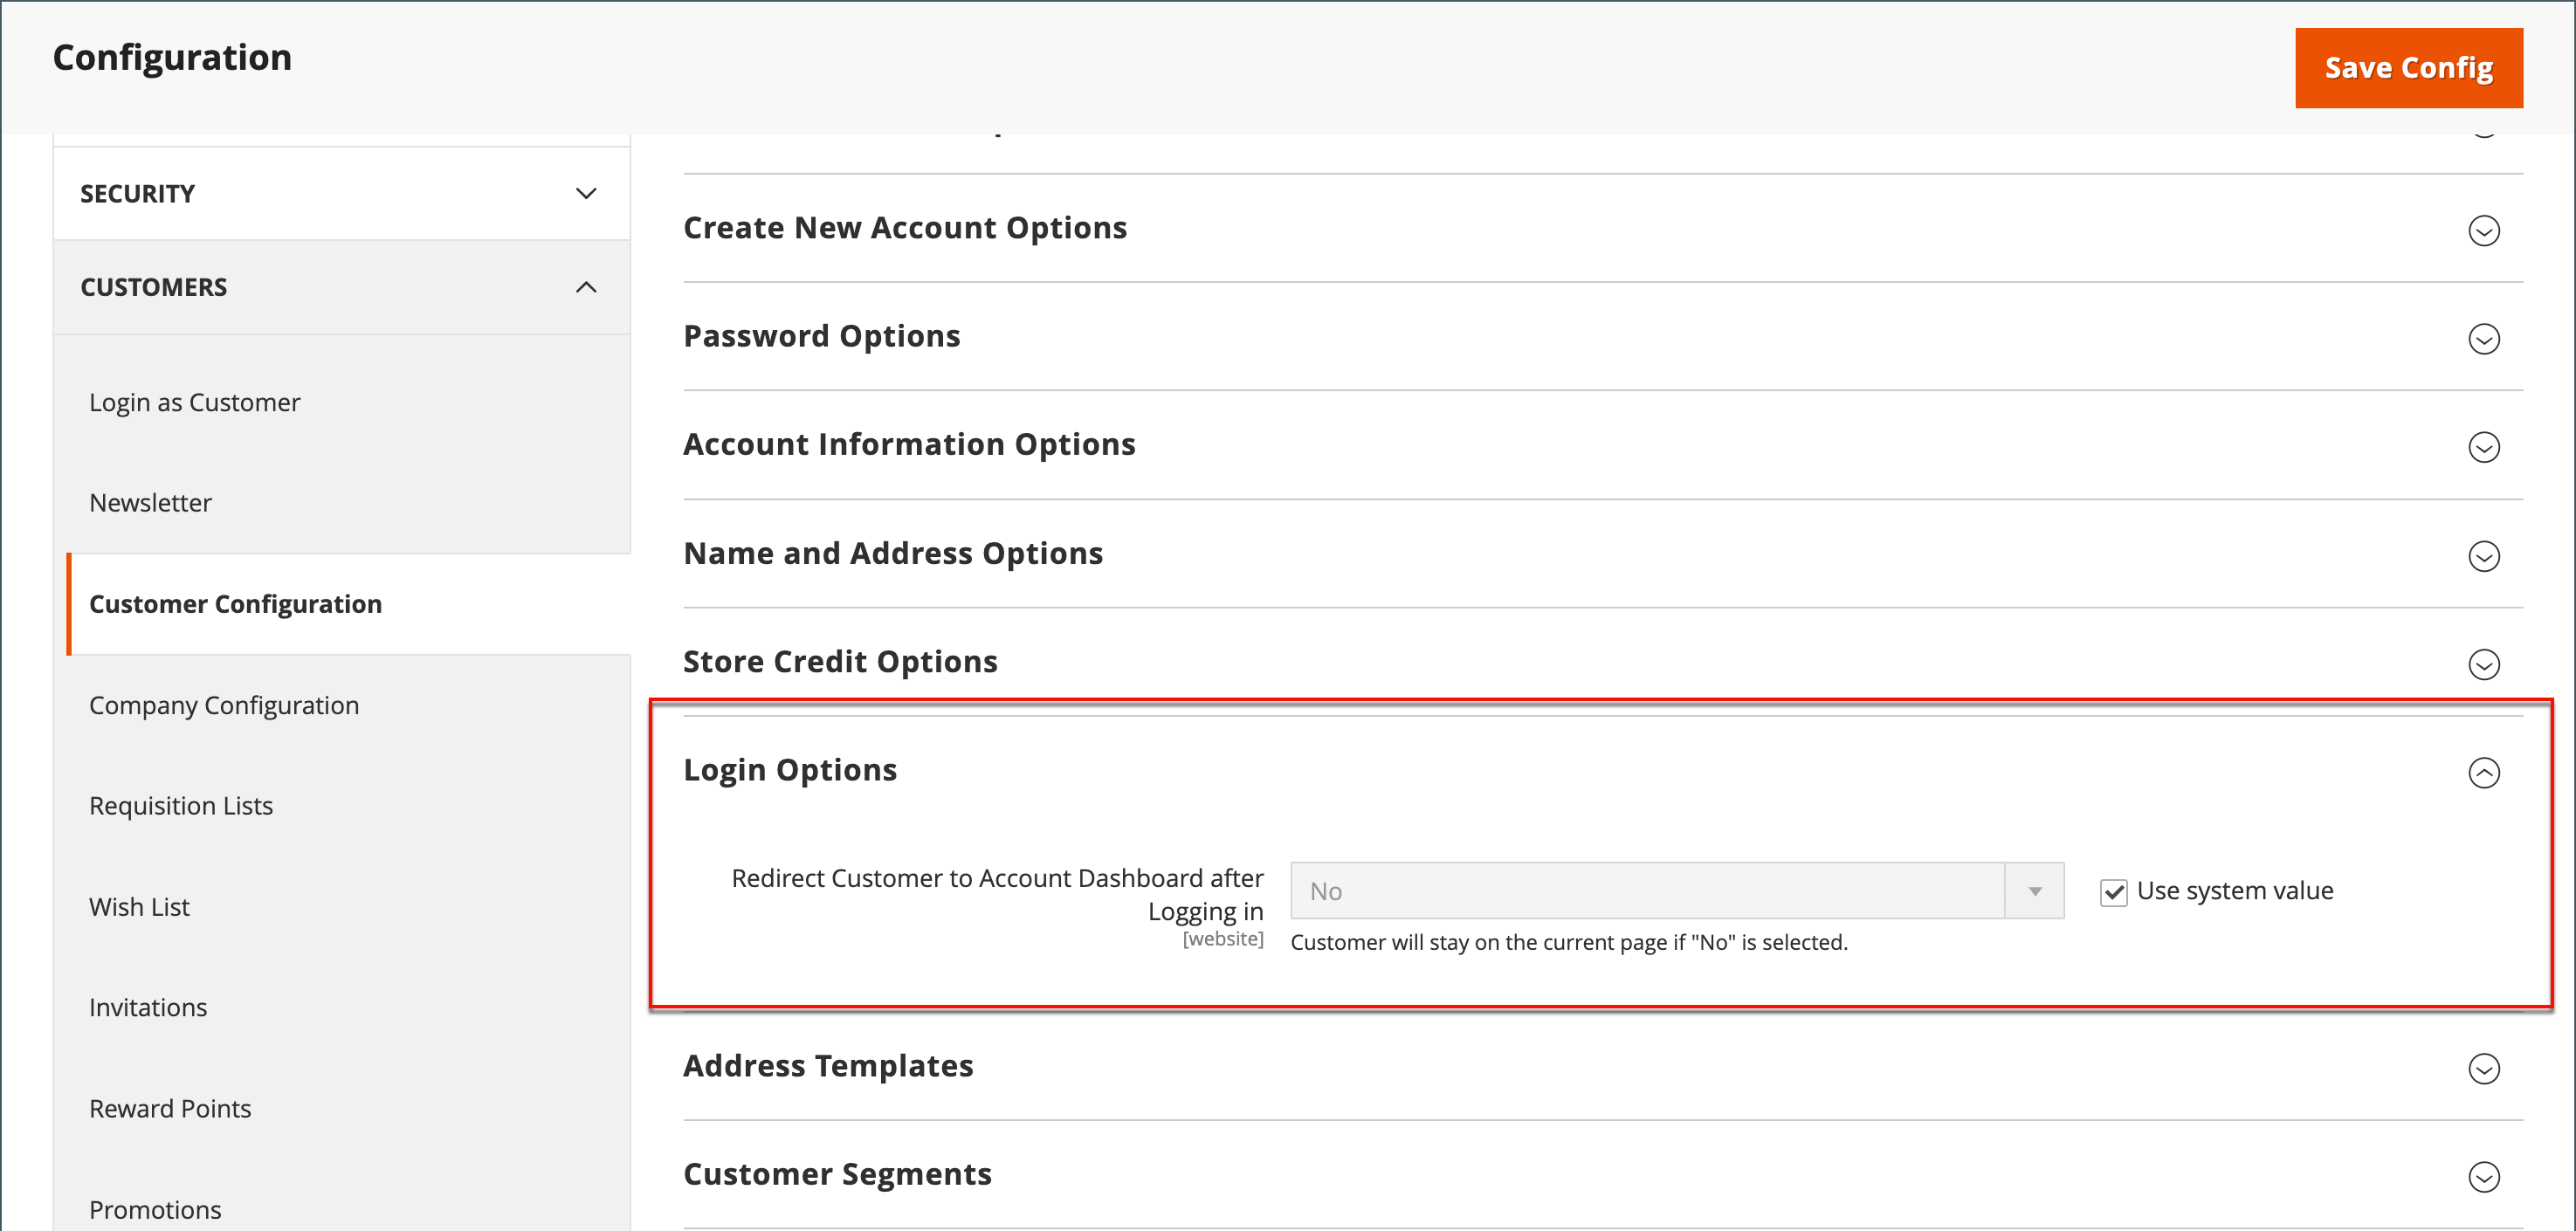 Configuration
Save Config
SECURITY
CUSTOMERS
Login as Customer
Newsletter
Customer Configuration
Company Configuration
Requisition Lists
Wish List
Invitations
Reward Points
Promotions
Create New Account Options
Password Options
Account Information Options
Name and Address Options
Store Credit Options
Login Options
Redirect Customer to Account Dashboard after
Logging in
[website]
No
Use system value
Customer will stay on the current page if "No" is selected.
Address Templates
Customer Segments